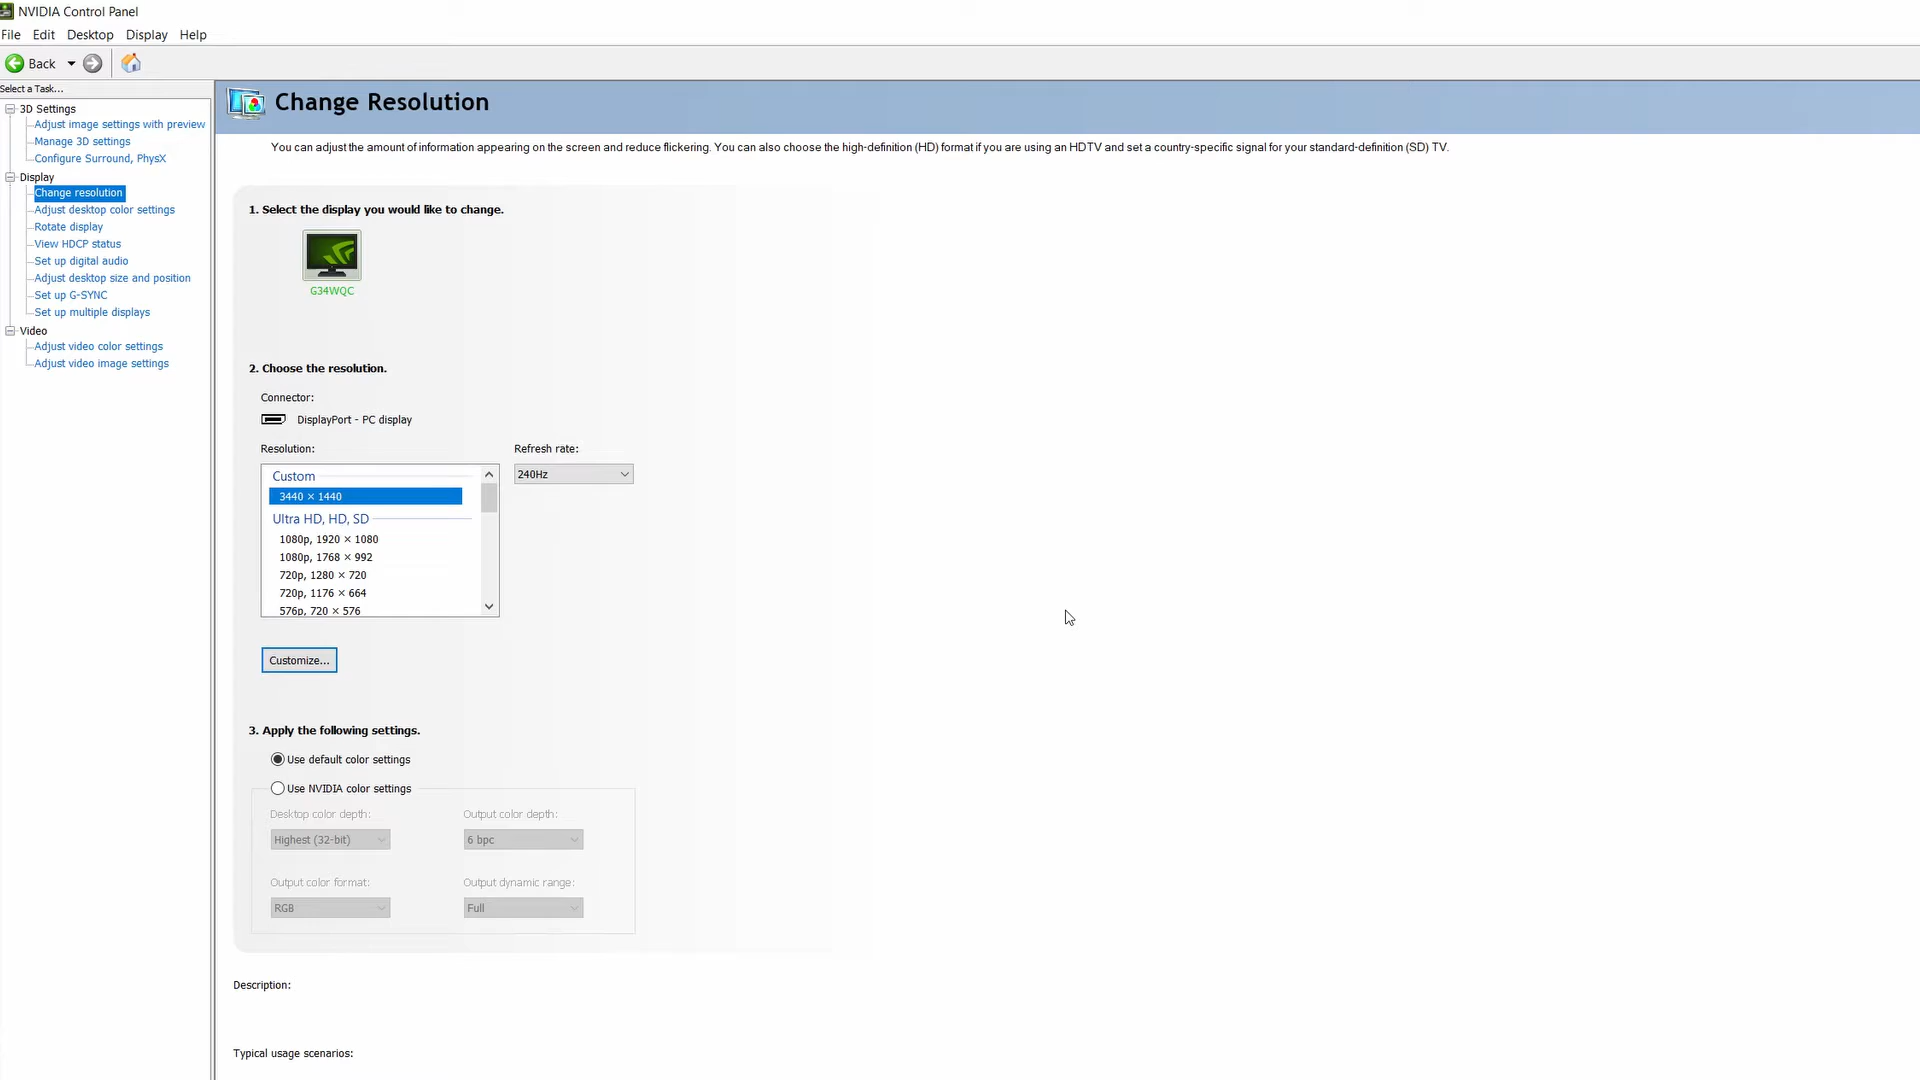 NVIDIA Control Panel
File Edit Desktop Display Help
Back
Select a Task...
3D Settings
Adjust image settings with preview
Manage 3D settings
Configure Surround, PhysX
Display
Change resolution
Adjust desktop color settings
Rotate display
View HDCP status
Set up digital audio
Adjust desktop size and position
Set up G-SYNC
Set up multiple displays
Video
Adjust video color settings
Adjust video image settings
Change Resolution
You can adjust the amount of information appearing on the screen and reduce flickering. You can also choose the high-definition (HD) format if you are using an HDTV and set a country-specific signal for your standard-definition (SD) TV.
1. Select the display you would like to change.
G34WQC
2. Choose the resolution.
Connector:
DisplayPort - PC display
Resolution: Refresh rate:
240Hz
Custom
3440 × 1440
Ultra HD, HD, SD
1080p, 1920 × 1080
1080p, 1768 × 992
720p, 1280 × 720
720p, 1176 × 664
576p, 720 × 576
Customize...
3. Apply the following settings.
Use default color settings
Use NVIDIA color settings
Desktop color depth: Output color depth:
Highest (32-bit) 6 bpc
Output color format: Output dynamic range:
RGB Full
Description:
Typical usage scenarios: